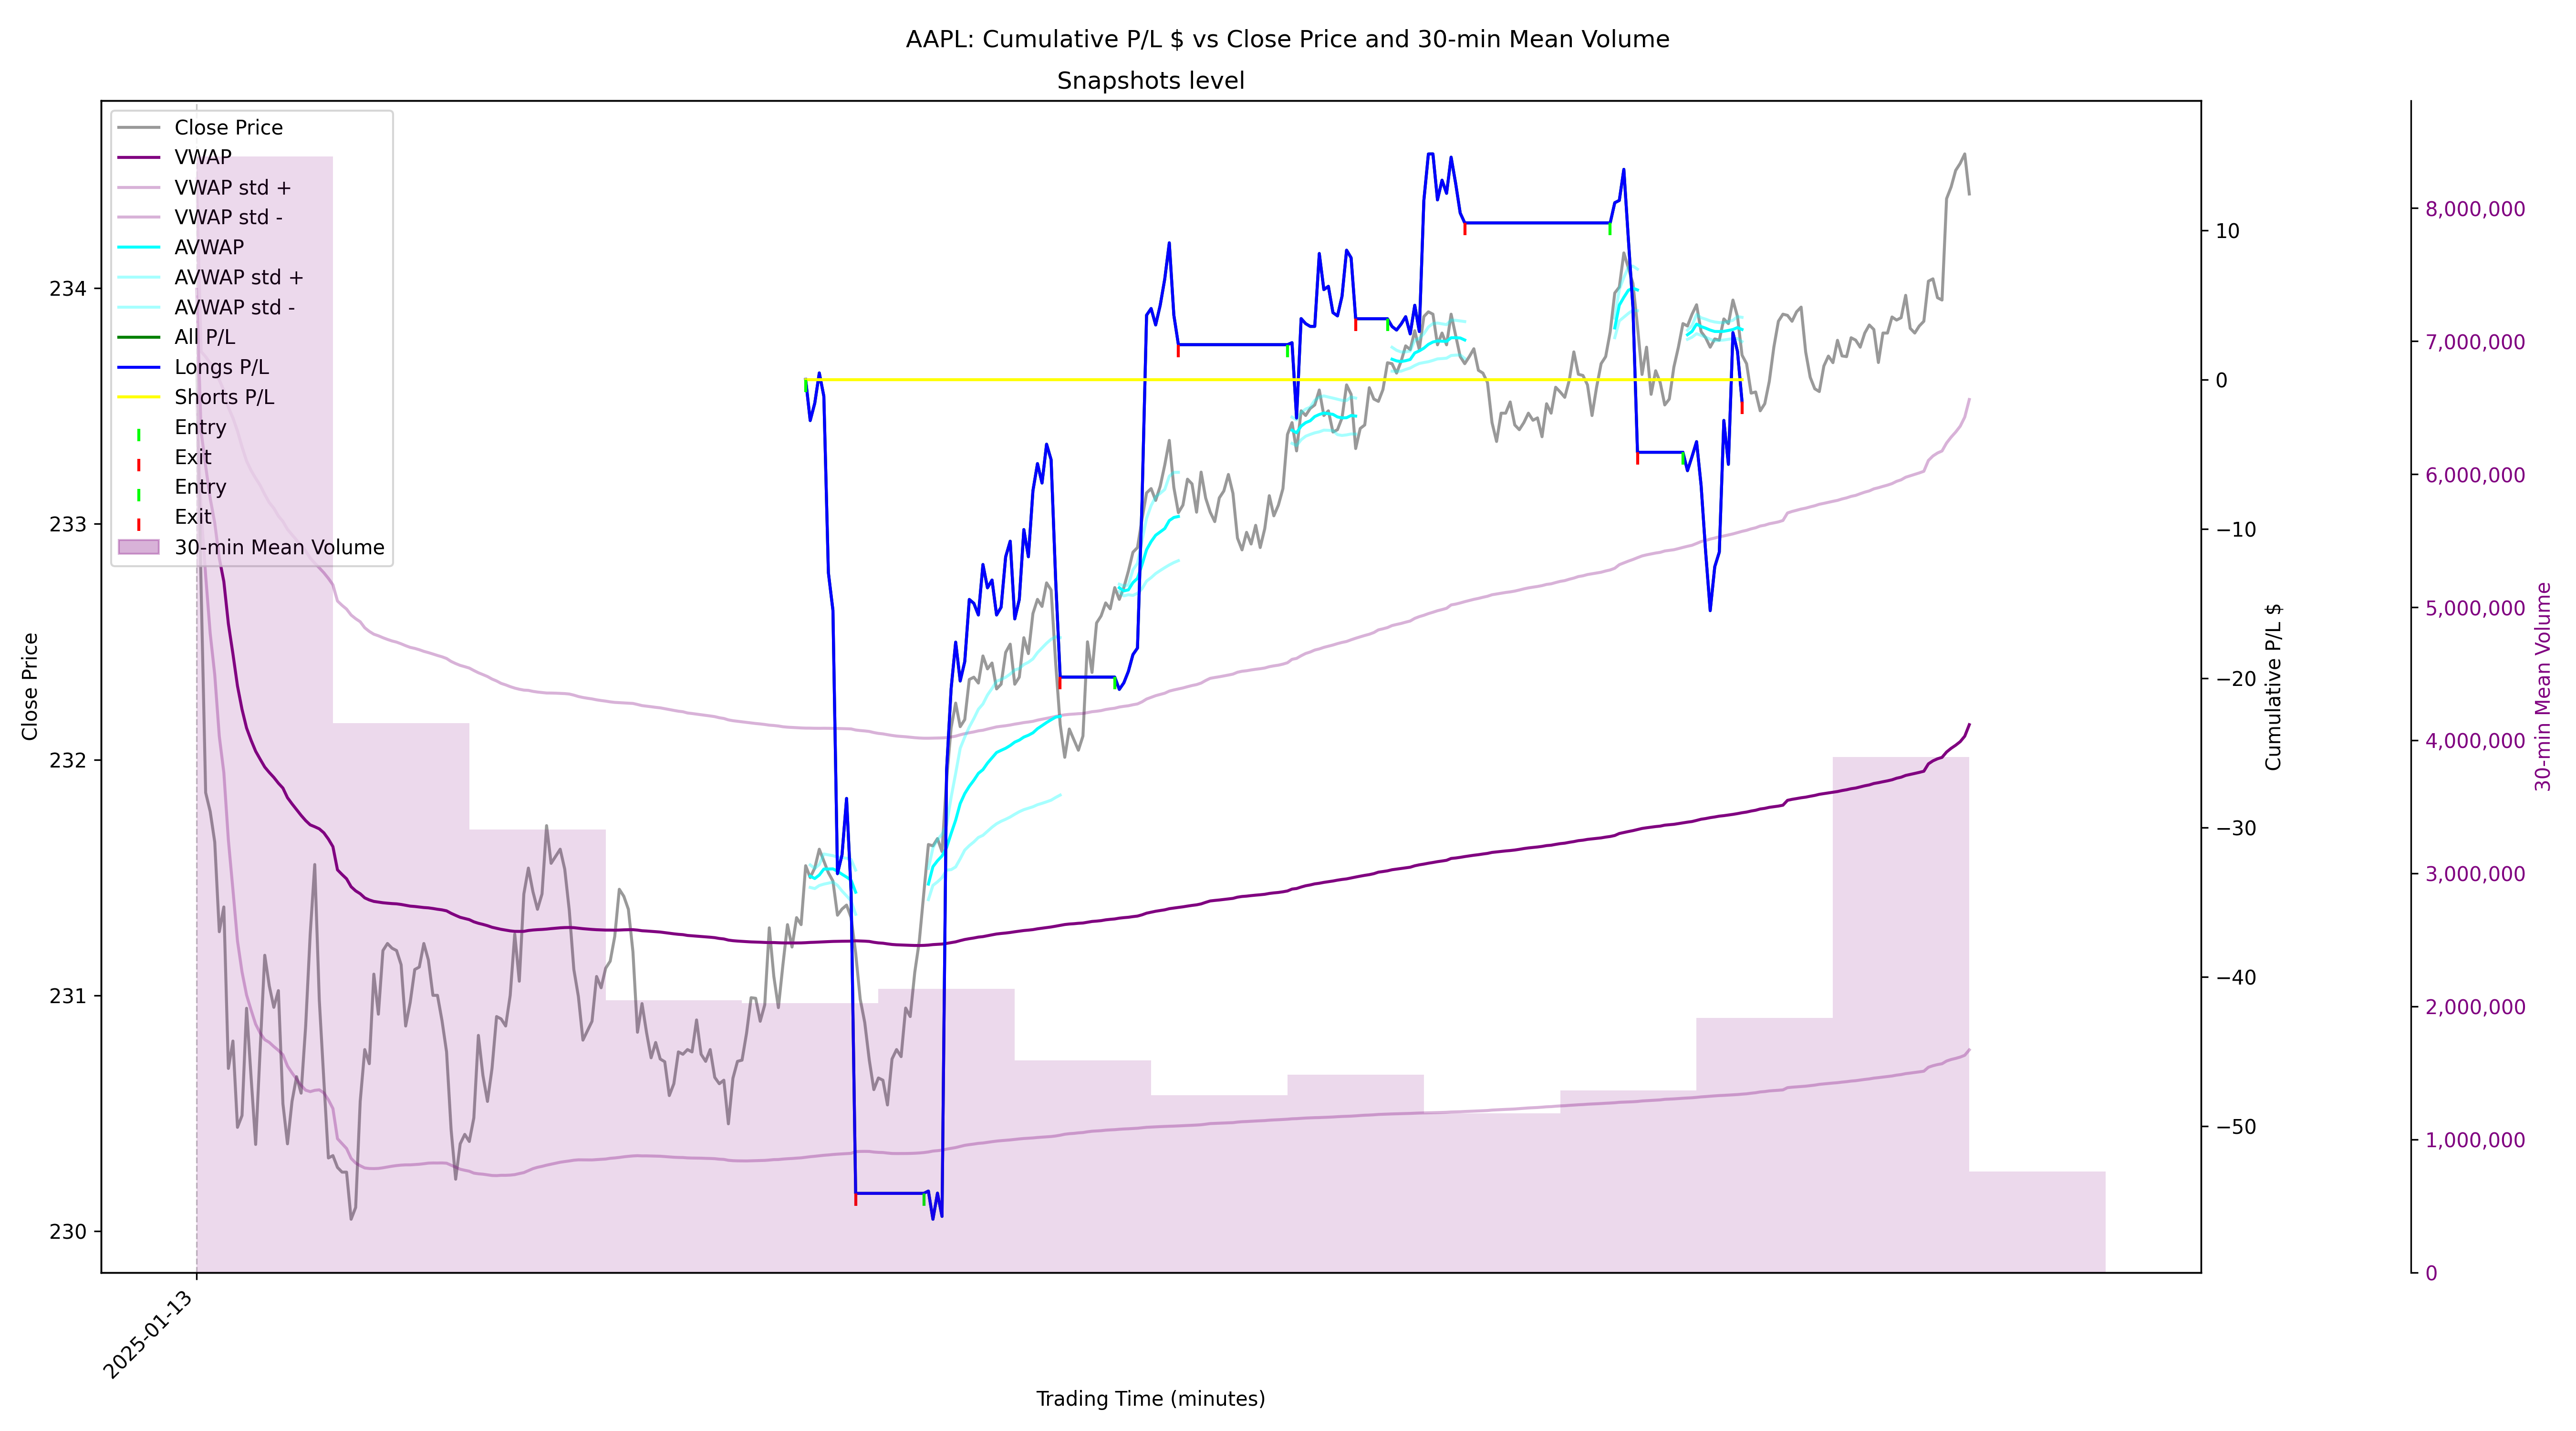 AAPL: Cumulative P/L $ vs Close Price and 30-min Mean Volume
Snapshots level
Close Price
VWAP
VWAP std +
VWAP std -
AVWAP
AVWAP std +
AVWAP std -
All P/L
Longs P/L
Shorts P/L
Entry
Exit
Entry
Exit
30-min Mean Volume
234
233
232
231
230
Close Price
10
0
−10
−20
−30
−40
−50
Cumulative P/L $
8,000,000
7,000,000
6,000,000
5,000,000
4,000,000
3,000,000
2,000,000
1,000,000
0
30-min Mean Volume
2025-01-13
Trading Time (minutes)